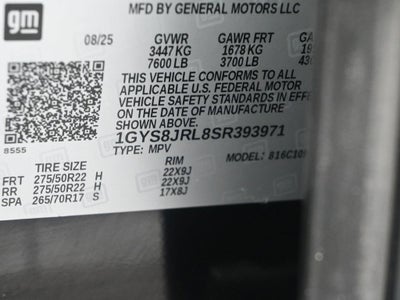 gm
MFD BY GENERAL MOTORS LLC
08/25 GVWR GAWR FRT
3447 KG 1678 KG
7600 LB 3700 LB
THIS VEHICLE CONFORMS TO ALL
APPLICABLE U.S. FEDERAL MOTOR
VEHICLE SAFETY STANDARDS IN
ON THE DATE OF MANUFACTURE
SHOWN ABOVE.
1GYS8JRL8SR393971
8555 TYPE: MPV MODEL:
TIRE SIZE RIM
FRT 275/50R22 H 22X9J
RR 275/50R22 H 22X9J
SPA 265/70R17 S 17X8J